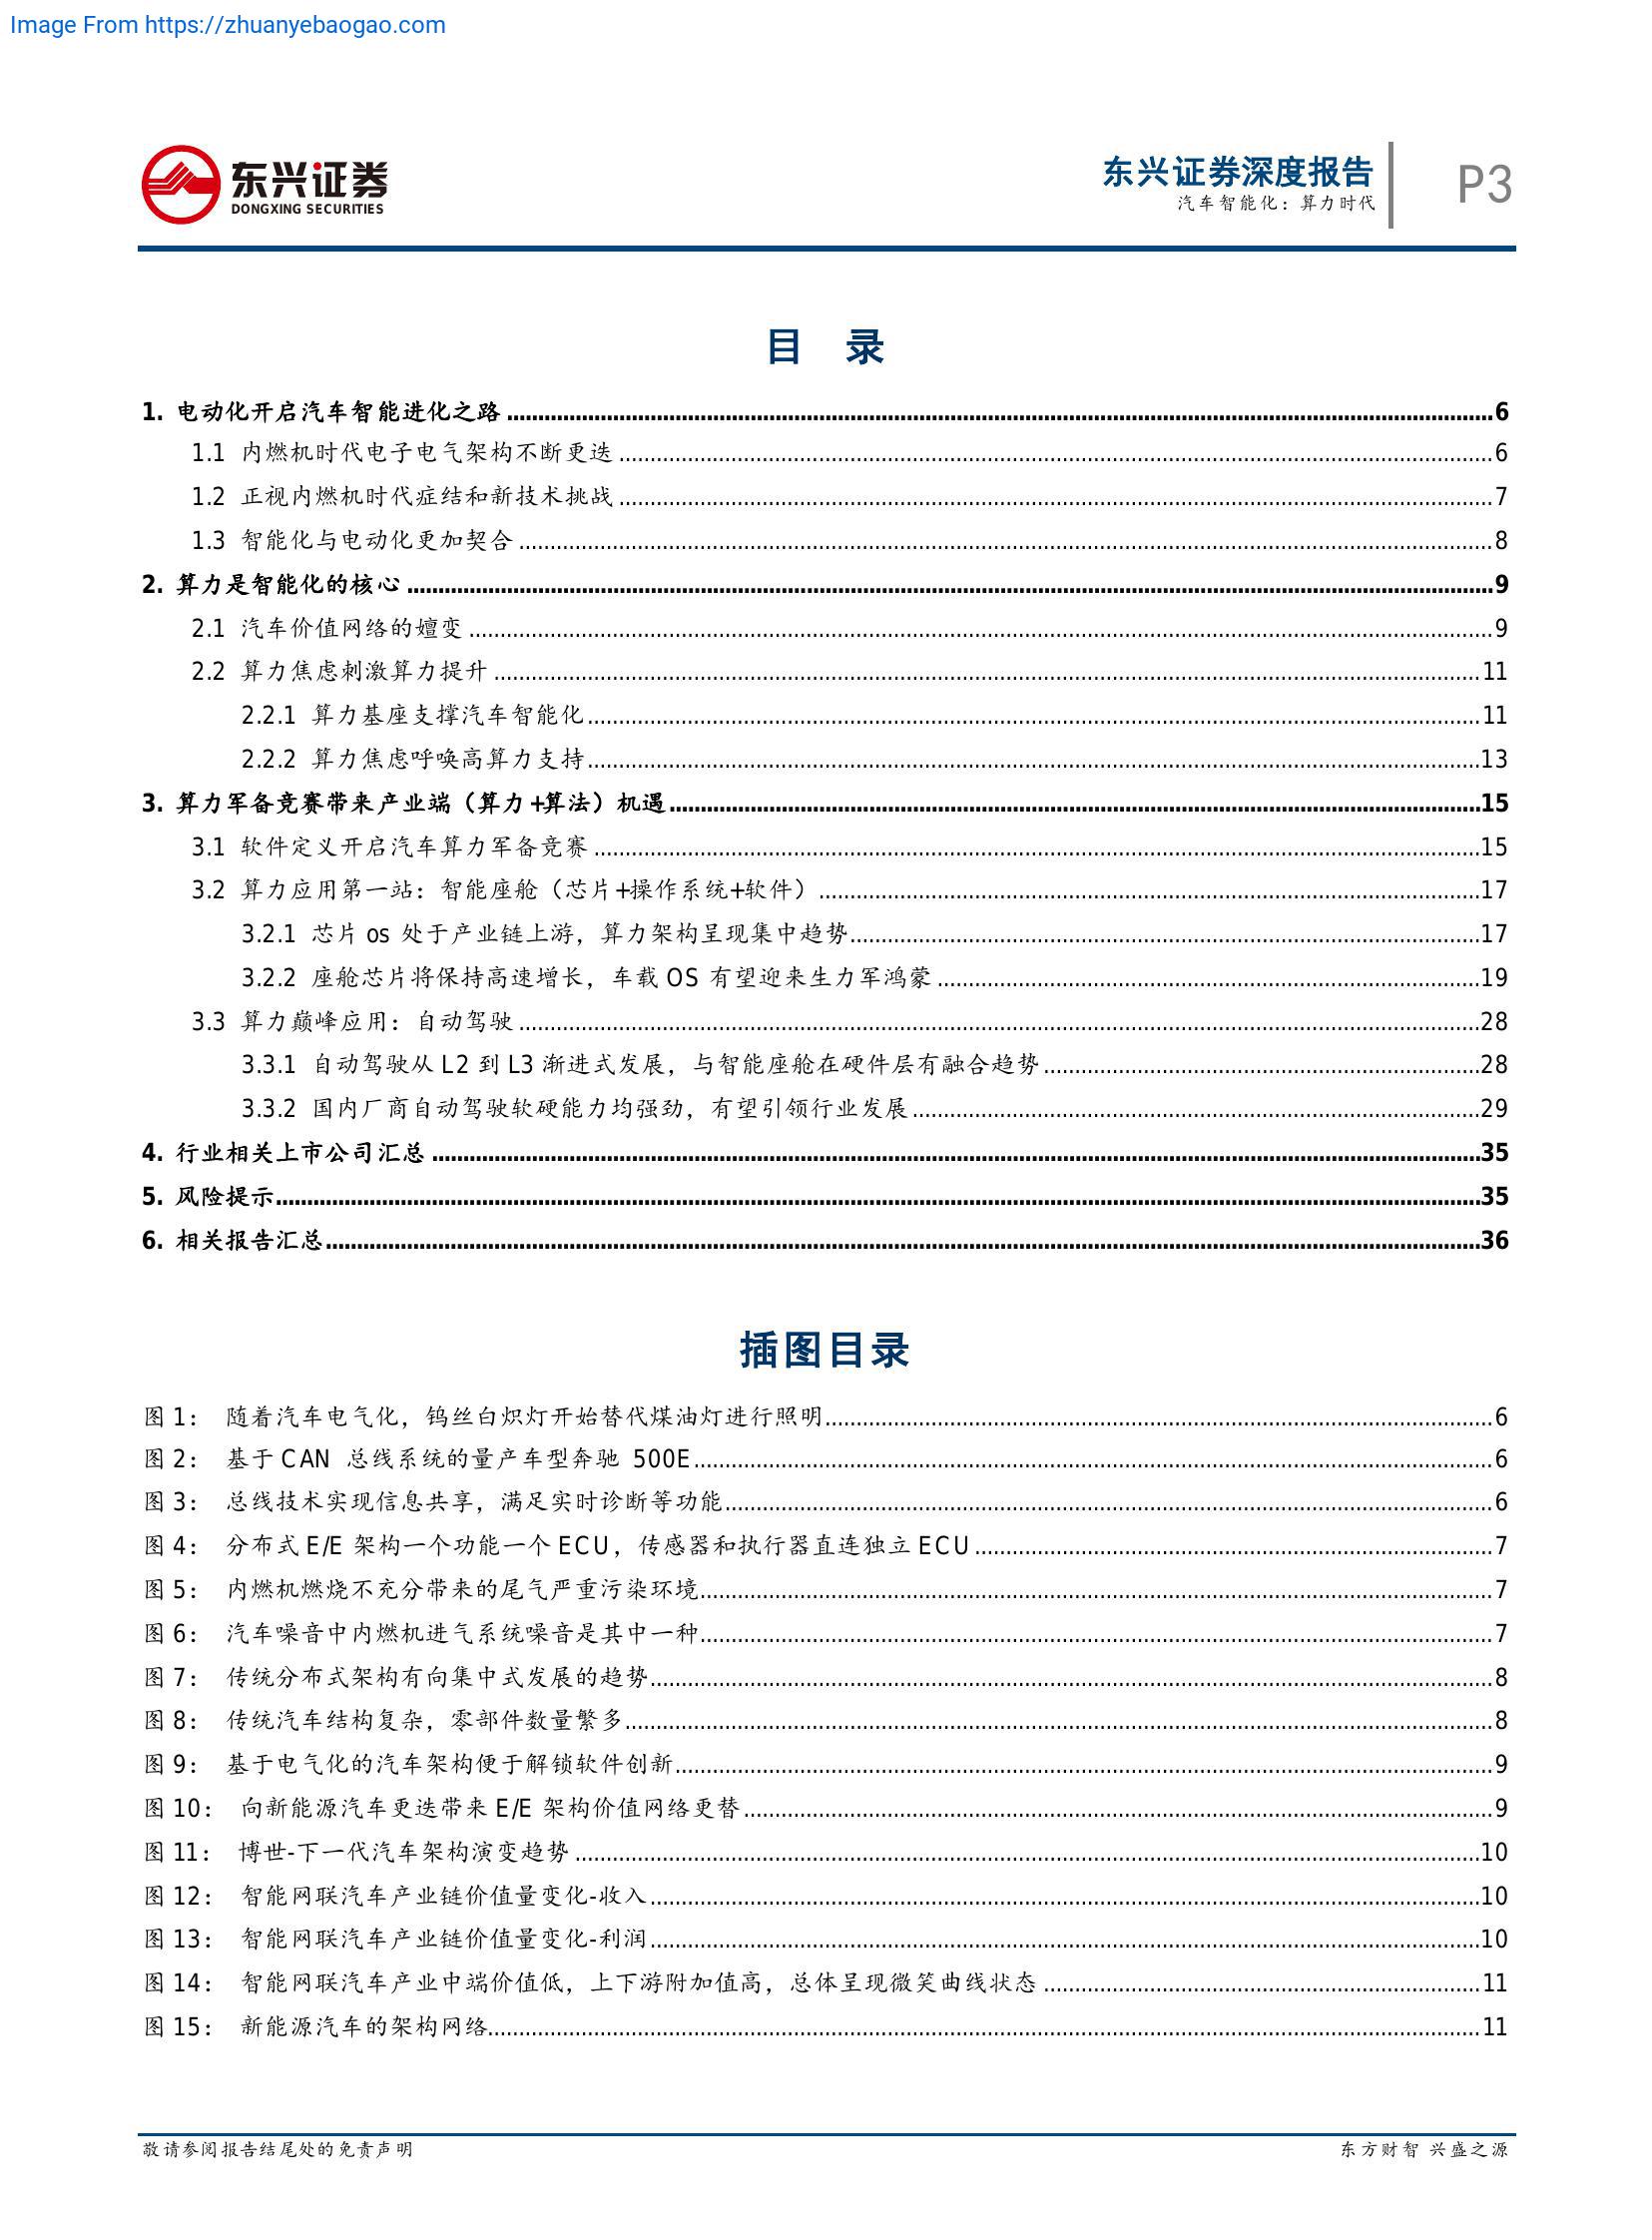 Image From https://zhuanyebaogao.com
东兴证券
DONGXING SECURITIES
东兴证券深度报告
汽车智能化：算力时代
P3
目 录
1. 电动化开启汽车智能进化之路 6
1.1 内燃机时代电子电气架构不断更迭 6
1.2 正视内燃机时代症结和新技术挑战 7
1.3 智能化与电动化更加契合 8
2. 算力是智能化的核心 9
2.1 汽车价值网络的嬗变 9
2.2 算力焦虑刺激算力提升 11
2.2.1 算力基座支撑汽车智能化 11
2.2.2 算力焦虑呼唤高算力支持 13
3. 算力军备竞赛带来产业端（算力+算法）机遇 15
3.1 软件定义开启汽车算力军备竞赛 15
3.2 算力应用第一站：智能座舱（芯片+操作系统+软件） 17
3.2.1 芯片 os 处于产业链上游，算力架构呈现集中趋势 17
3.2.2 座舱芯片将保持高速增长，车载 OS 有望迎来生力军鸿蒙 19
3.3 算力巅峰应用：自动驾驶 28
3.3.1 自动驾驶从 L2 到 L3 渐进式发展，与智能座舱在硬件层有融合趋势 28
3.3.2 国内厂商自动驾驶软硬能力均强劲，有望引领行业发展 29
4. 行业相关上市公司汇总 35
5. 风险提示 35
6. 相关报告汇总 36
插图目录
图 1： 随着汽车电气化，钨丝白炽灯开始替代煤油灯进行照明 6
图 2： 基于 CAN 总线系统的量产车型奔驰 500E 6
图 3： 总线技术实现信息共享，满足实时诊断等功能 6
图 4： 分布式 E/E 架构一个功能一个 ECU，传感器和执行器直连独立 ECU 7
图 5： 内燃机燃烧不充分带来的尾气严重污染环境 7
图 6： 汽车噪音中内燃机进气系统噪音是其中一种 7
图 7： 传统分布式架构有向集中式发展的趋势 8
图 8： 传统汽车结构复杂，零部件数量繁多 8
图 9： 基于电气化的汽车架构便于解锁软件创新 9
图 10： 向新能源汽车更迭带来 E/E 架构价值网络更替 9
图 11： 博世-下一代汽车架构演变趋势 10
图 12： 智能网联汽车产业链价值量变化-收入 10
图 13： 智能网联汽车产业链价值量变化-利润 10
图 14： 智能网联汽车产业中端价值低，上下游附加值高，总体呈现微笑曲线状态 11
图 15： 新能源汽车的架构网络 11
敬请参阅报告结尾处的免责声明
东方财智 兴盛之源